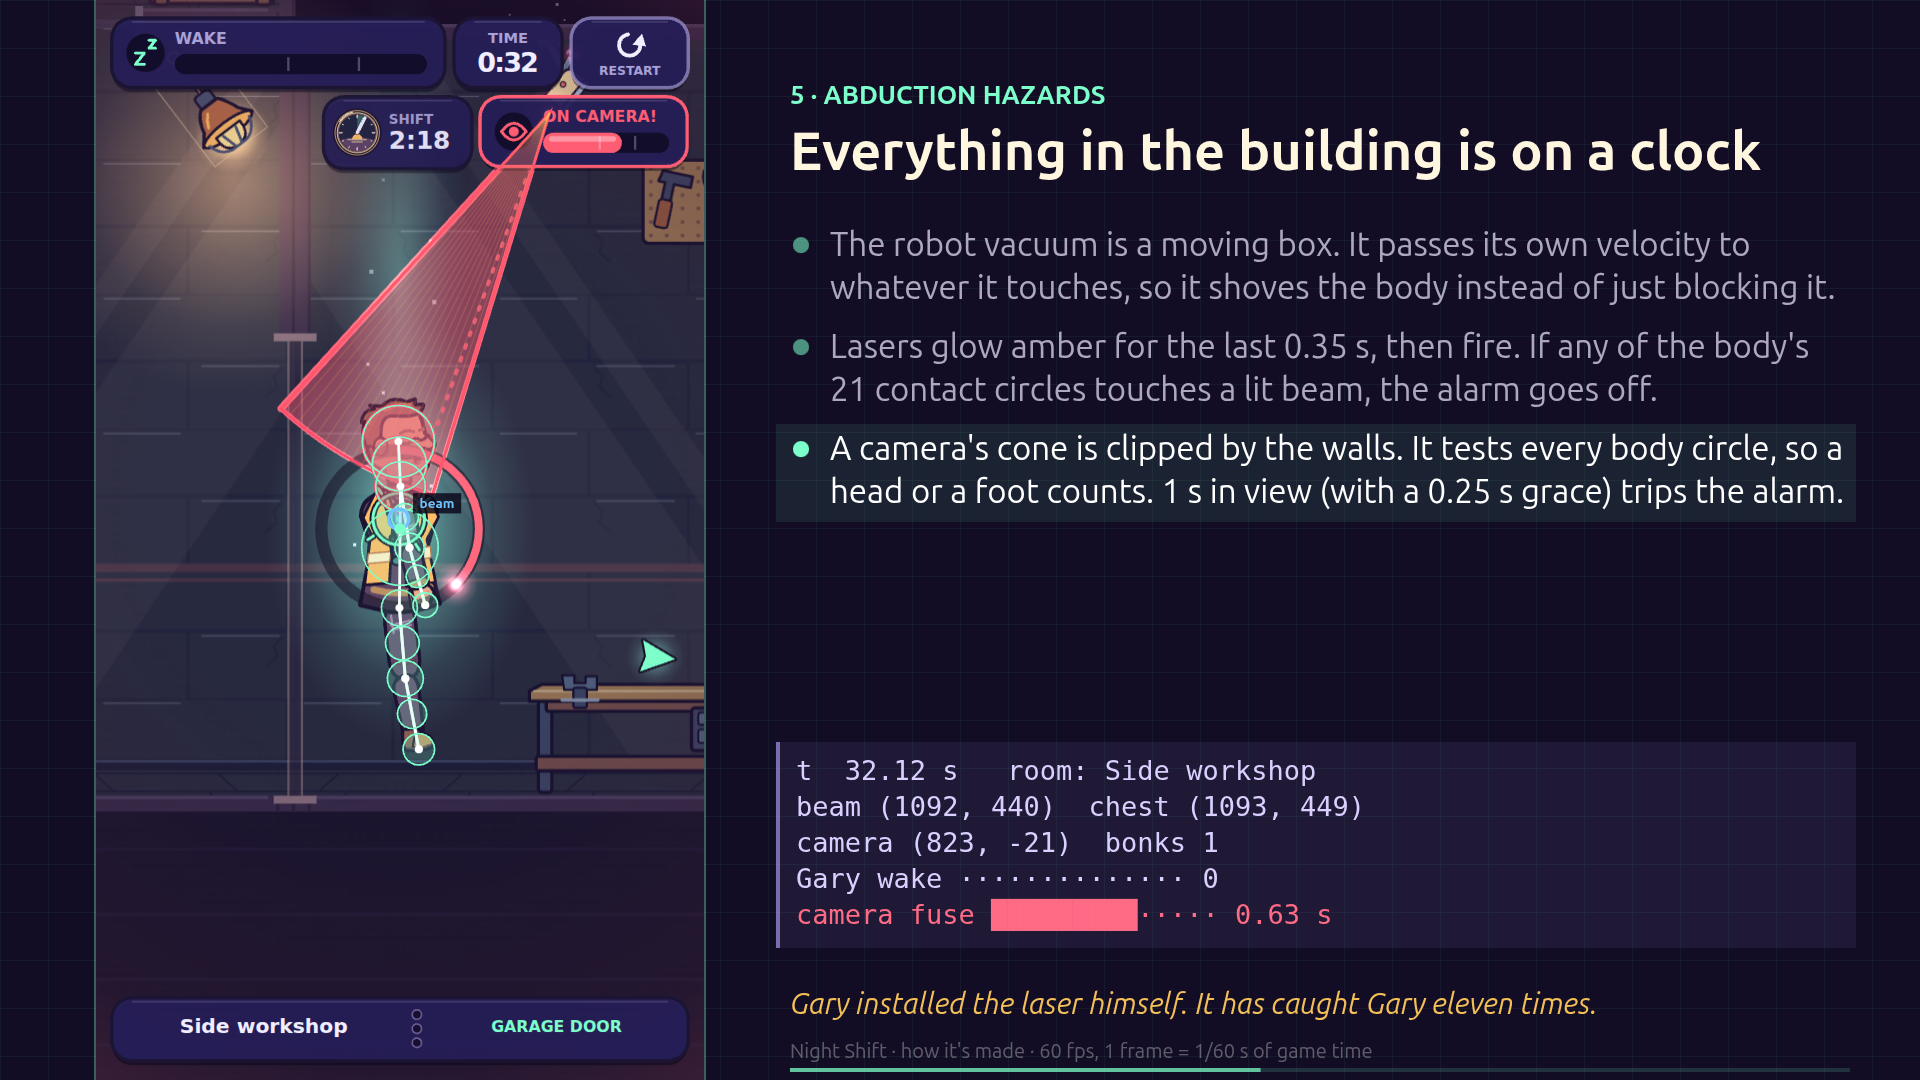 WAKE
TIME
0:32
RESTART
SHIFT
2:18
ON CAMERA!
beam
Side workshop
GARAGE DOOR
5 · ABDUCTION HAZARDS
Everything in the building is on a clock
The robot vacuum is a moving box. It passes its own velocity to
whatever it touches, so it shoves the body instead of just blocking it.
Lasers glow amber for the last 0.35 s, then fire. If any of the body's
21 contact circles touches a lit beam, the alarm goes off.
A camera's cone is clipped by the walls. It tests every body circle, so a
head or a foot counts. 1 s in view (with a 0.25 s grace) trips the alarm.
t 32.12 s room: Side workshop
beam (1092, 440) chest (1093, 449)
camera (823, -21) bonks 1
Gary wake ·············· 0
camera fuse █████████····· 0.63 s
Gary installed the laser himself. It has caught Gary eleven times.
Night Shift · how it's made · 60 fps, 1 frame = 1/60 s of game time